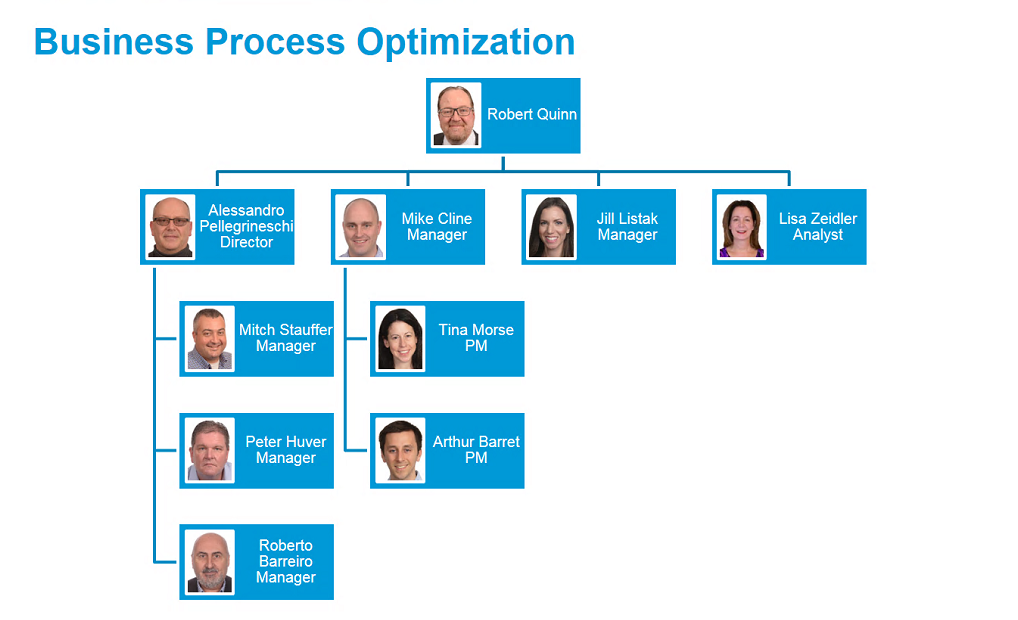 Business Process Optimization
Robert Quinn
Alessandro
Pellegrineschi
Director
Mike Cline
Manager
Jill Listak
Manager
Lisa Zeidler
Analyst
Mitch Stauffer
Manager
Tina Morse
PM
Peter Huver
Manager
Arthur Barret
PM
Roberto
Barreiro
Manager